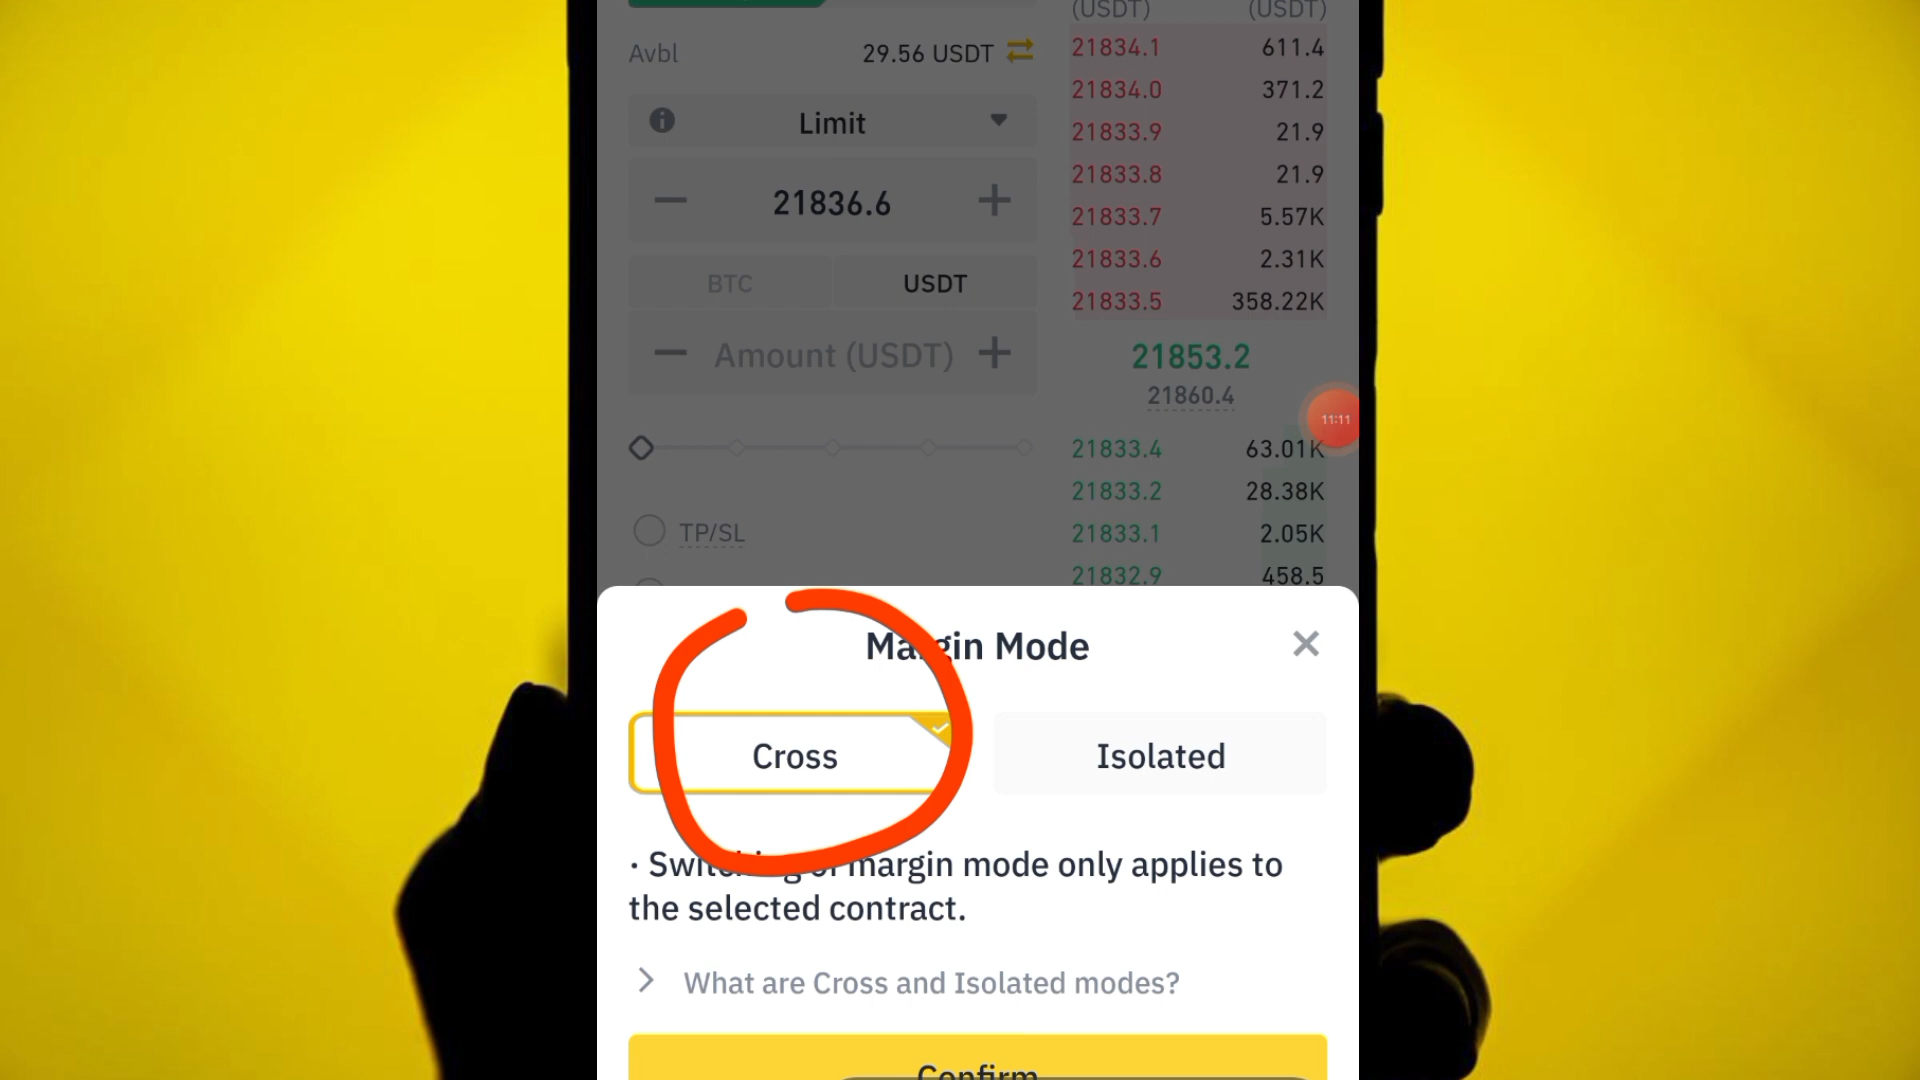 (USDT) (USDT)
Avbl 29.56 USDT
21834.1 611.4
21834.0 371.2
Limit
21833.9 21.9
21833.8 21.9
21836.6
21833.7 5.57K
21833.6 2.31K
BTC USDT
21833.5 358.22K
Amount (USDT)
21853.2
21860.4
11:11
21833.4 63.01K
21833.2 28.38K
TP/SL
21833.1 2.05K
21832.9 458.5
Margin Mode
Cross Isolated
· Switching of margin mode only applies to
the selected contract.
What are Cross and Isolated modes?
Confirm